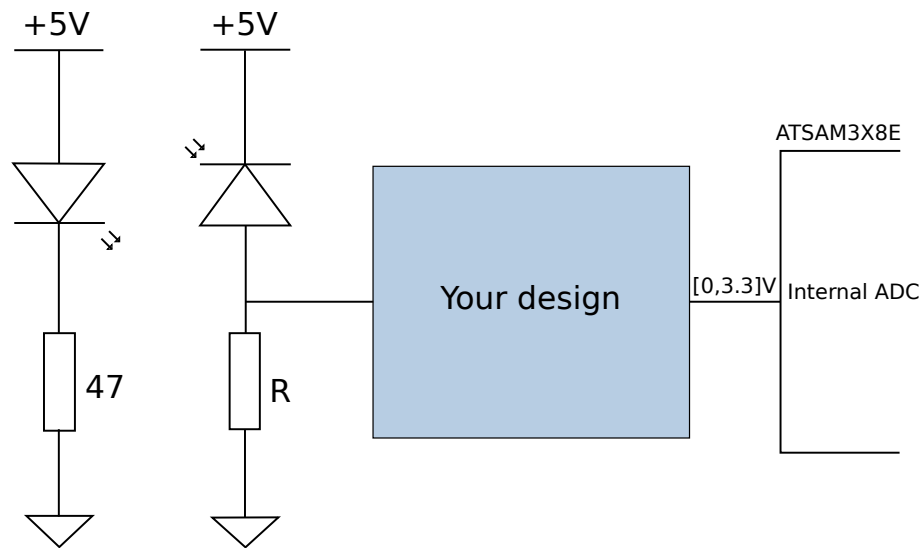 +5V
+5V
ATSAM3X8E
[0,3.3]V
Internal ADC
Your design
47
R